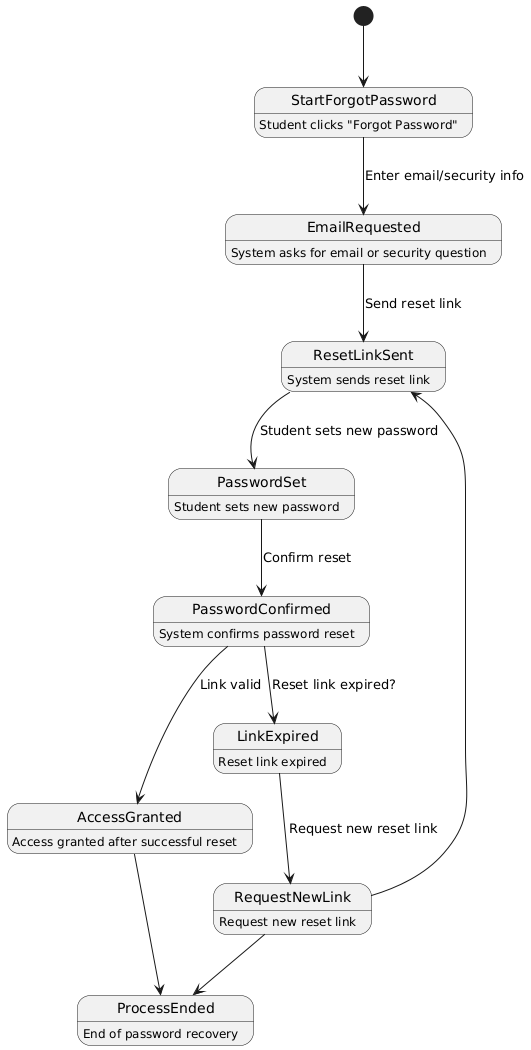 StartForgotPassword
Student clicks "Forgot Password"
Enter email/security info
EmailRequested
System asks for email or security question
Send reset link
ResetLinkSent
System sends reset link
Student sets new password
PasswordSet
Student sets new password
Confirm reset
PasswordConfirmed
System confirms password reset
Link valid
Reset link expired?
LinkExpired
Reset link expired
AccessGranted
Access granted after successful reset
Request new reset link
RequestNewLink
Request new reset link
ProcessEnded
End of password recovery